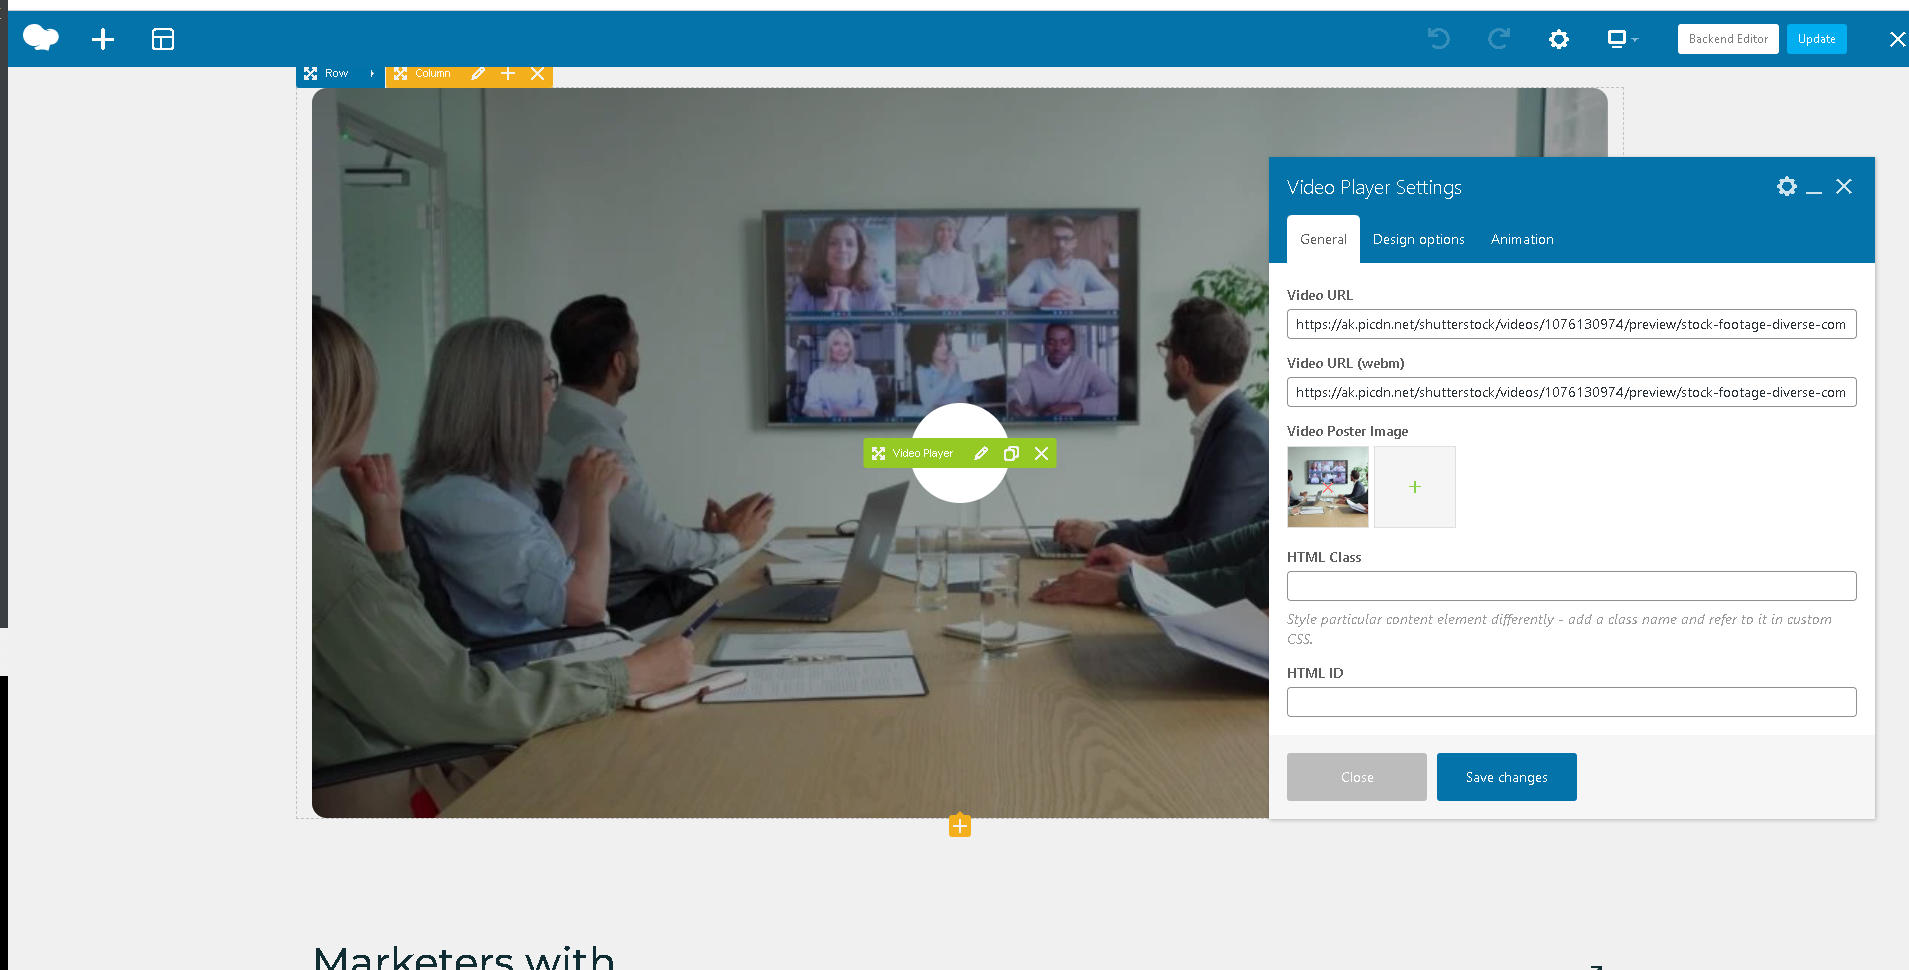 Backend Editor
Update
Row
Column
Video Player Settings
General
Design options
Animation
Video URL
https://ak.picdn.net/shutterstock/videos/1076130974/preview/stock-footage-diverse-com
Video URL (webm)
https://ak.picdn.net/shutterstock/videos/1076130974/preview/stock-footage-diverse-com
Video Poster Image
Video Player
HTML Class
Style particular content element differently - add a class name and refer to it in custom
CSS.
HTML ID
Close
Save changes
Marketers with